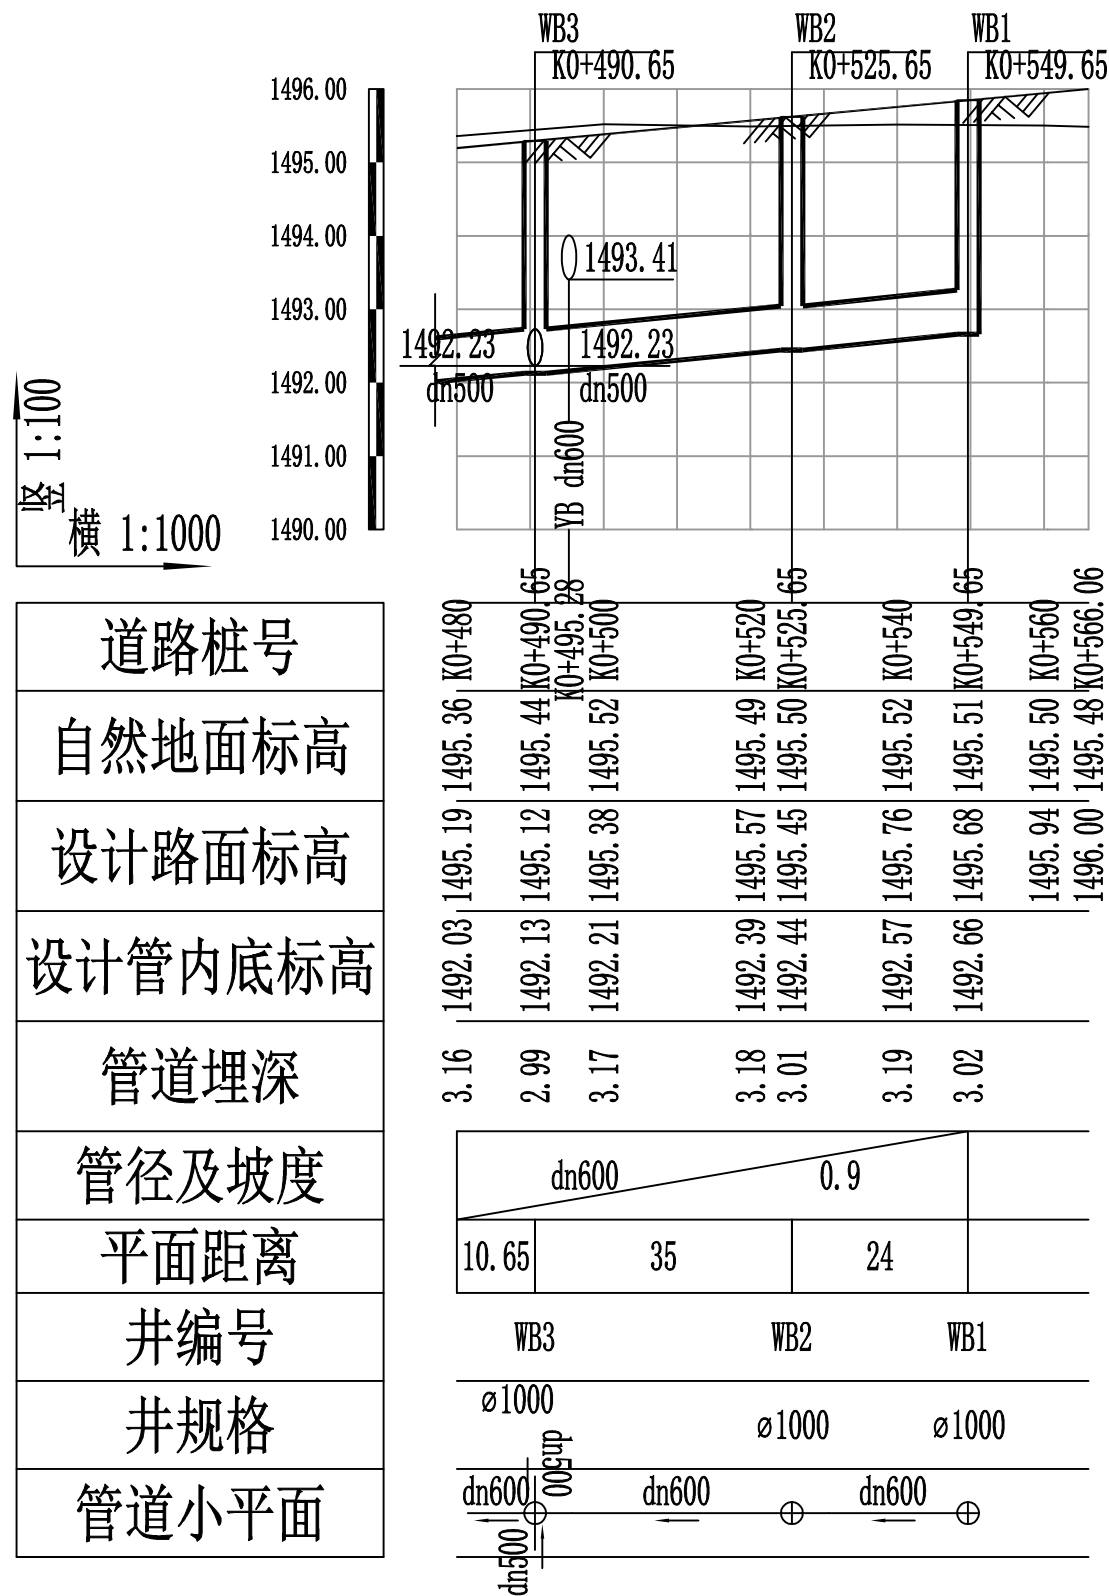 WB3
WB2
WB1
K0+490.65
K0+525.65
K0+549.65
1496.00
1495.00
1494.00
1493.00
1492.00
1491.00
1490.00
1493.41
1492.23
1492.23
dn500
dn500
YB dn600
竖 1:100
横 1:1000
道路桩号
K0+480
K0+490.65
K0+495.28
K0+500
K0+520
K0+525.65
K0+540
K0+549.65
K0+560
K0+566.06
自然地面标高
1495.36
1495.44
1495.52
1495.49
1495.50
1495.52
1495.51
1495.50
1495.48
设计路面标高
1495.19
1495.12
1495.38
1495.57
1495.45
1495.76
1495.68
1495.94
1496.00
设计管内底标高
1492.03
1492.13
1492.21
1492.39
1492.44
1492.57
1492.66
管道埋深
3.16
2.99
3.17
3.18
3.01
3.19
3.02
管径及坡度
dn600
0.9
平面距离
10.65
35
24
井编号
WB3
WB2
WB1
井规格
⌀1000
⌀1000
⌀1000
管道小平面
dn600
dn500
dn500
dn600
dn600